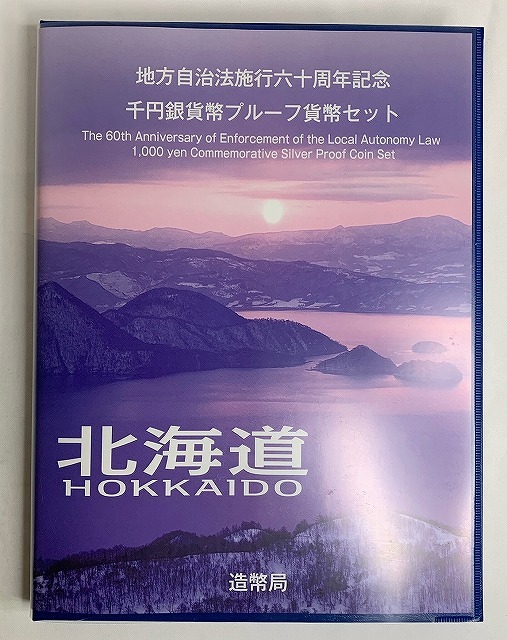 地方自治法施行六十周年記念
千円銀貨幣プルーフ貨幣セット
The 60th Anniversary of Enforcement of the Local Autonomy Law
1,000 yen Commemorative Silver Proof Coin Set
北海道
HOKKAIDO
造幣局